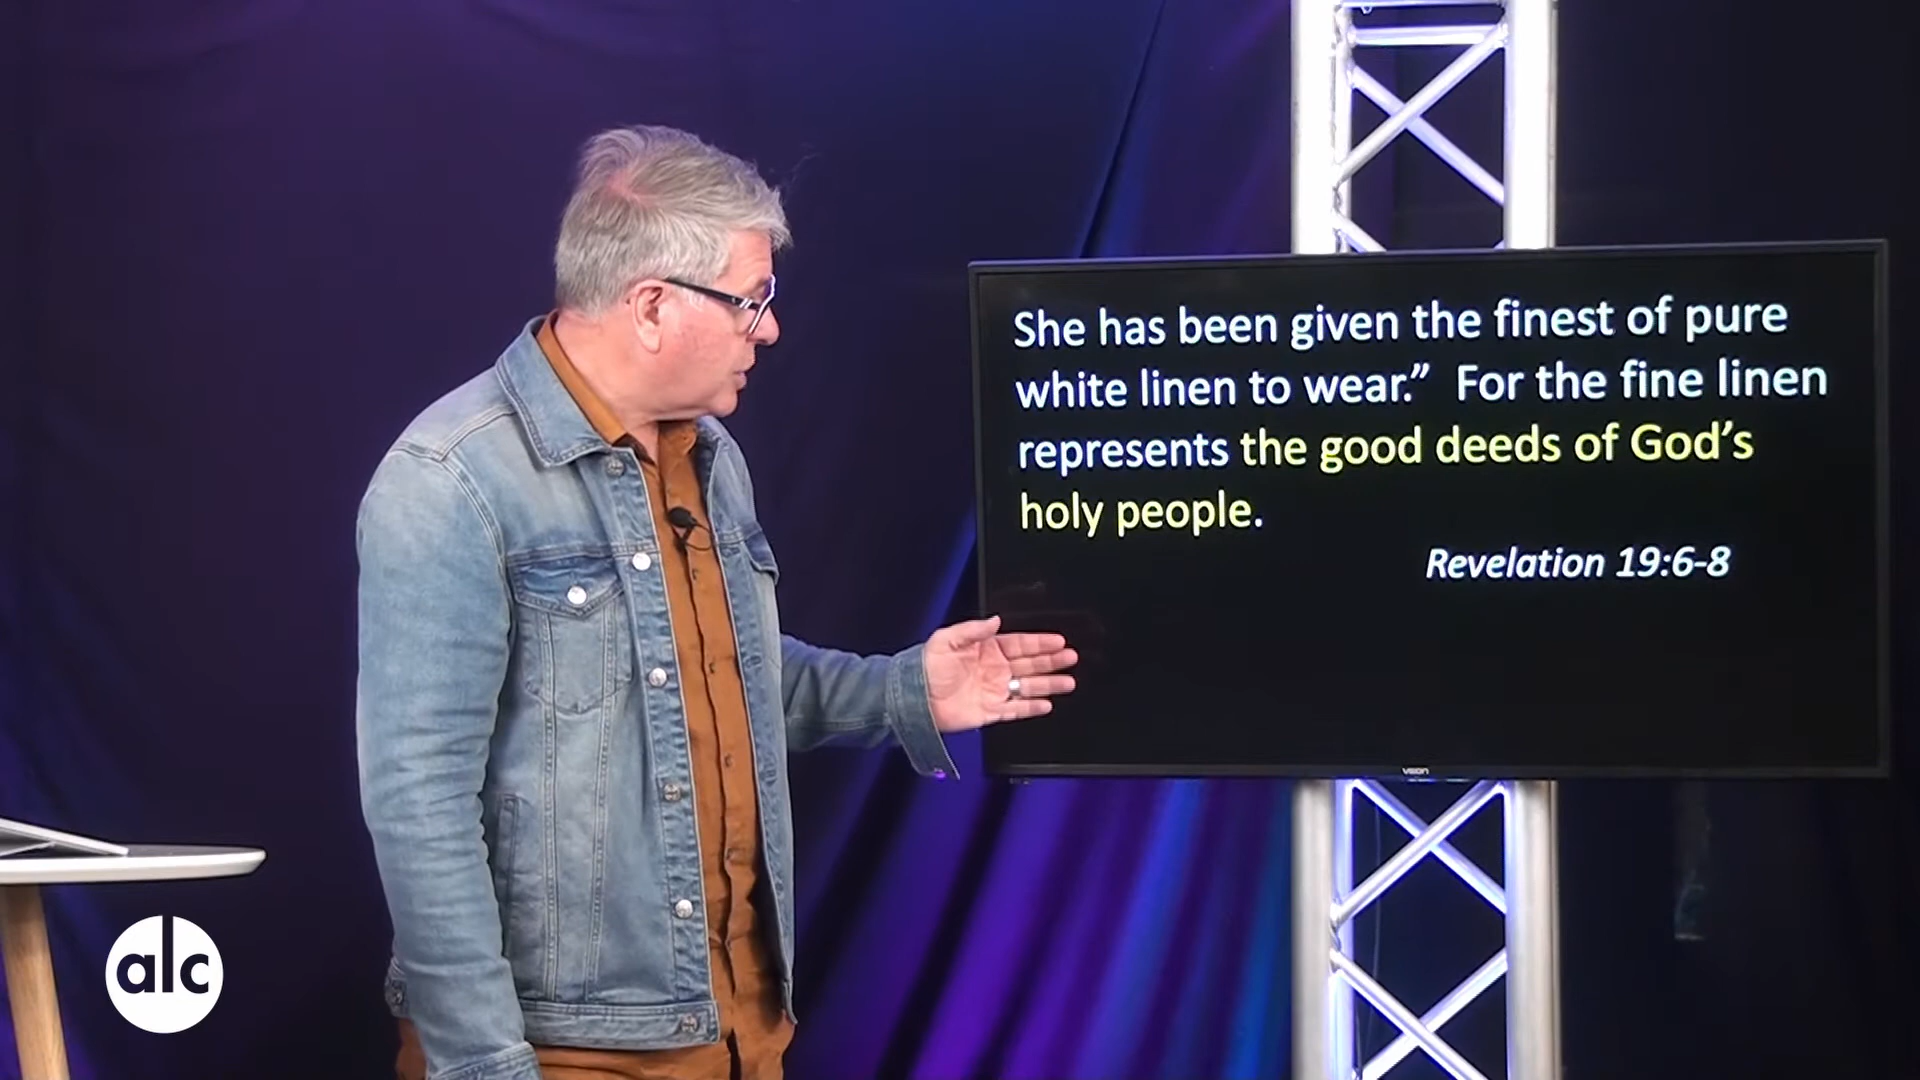 She has been given the finest of pure
white linen to wear.” For the fine linen
represents the good deeds of God’s
holy people.
Revelation 19:6-8
alc